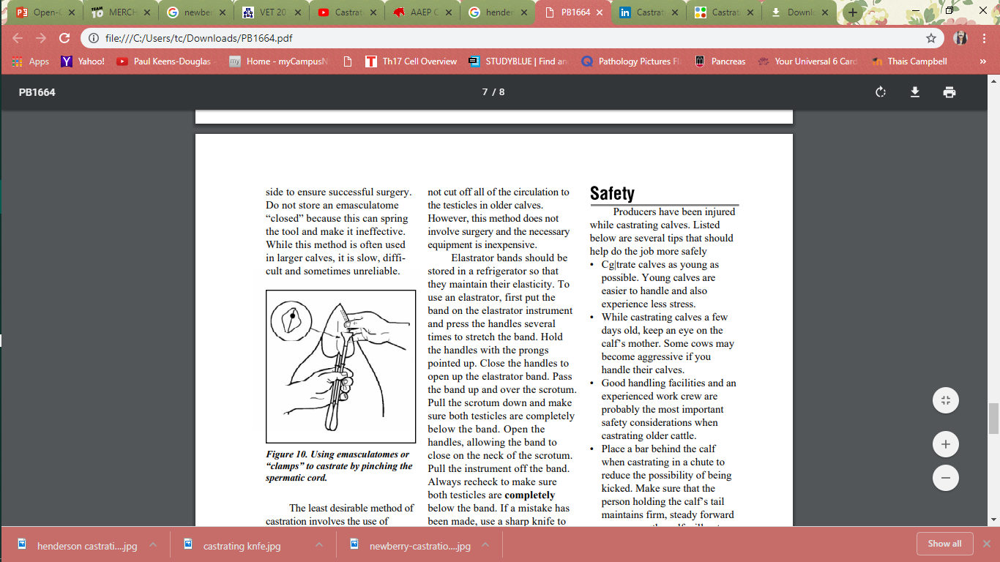 Open-C
MERCH
newber
VET 20
Castrat
AAEP C
hender
PB1664
Castrat
Castrat
Downlo
file:///C:/Users/tc/Downloads/PB1664.pdf
Apps
Yahoo!
Paul Keens-Douglas
my Home - myCampusN
Th17 Cell Overview
STUDYBLUE | Find an
Pathology Pictures Fl
Pancreas
Your Universal 6 Card
Thais Campbell
»
PB1664
7 / 8
side to ensure successful surgery.
Do not store an emasculatome
“closed” because this can spring
the tool and make it ineffective.
While this method is often used
in larger calves, it is slow, diffi-
cult and sometimes unreliable.
Figure 10. Using emasculatomes or
“clamps” to castrate by pinching the
spermatic cord.
The least desirable method of
castration involves the use of
not cut off all of the circulation to
the testicles in older calves.
However, this method does not
involve surgery and the necessary
equipment is inexpensive.
Elastrator bands should be
stored in a refrigerator so that
they maintain their elasticity. To
use an elastrator, first put the
band on the elastrator instrument
and press the handles several
times to stretch the band. Hold
the handles with the prongs
pointed up. Close the handles to
open up the elastrator band. Pass
the band up and over the scrotum.
Pull the scrotum down and make
sure both testicles are completely
below the band. Open the
handles, allowing the band to
close on the neck of the scrotum.
Pull the instrument off the band.
Always recheck to make sure
both testicles are completely
below the band. If a mistake has
been made, use a sharp knife to
Safety
Producers have been injured
while castrating calves. Listed
below are several tips that should
help do the job more safely
• Cg|trate calves as young as
possible. Young calves are
easier to handle and also
experience less stress.
• While castrating calves a few
days old, keep an eye on the
calf’s mother. Some cows may
become aggressive if you
handle their calves.
• Good handling facilities and an
experienced work crew are
probably the most important
safety considerations when
castrating older cattle.
• Place a bar behind the calf
when castrating in a chute to
reduce the possibility of being
kicked. Make sure that the
person holding the calf’s tail
maintains firm, steady forward
henderson castrati....jpg
castrating knfe.jpg
newberry-castratio....jpg
Show all